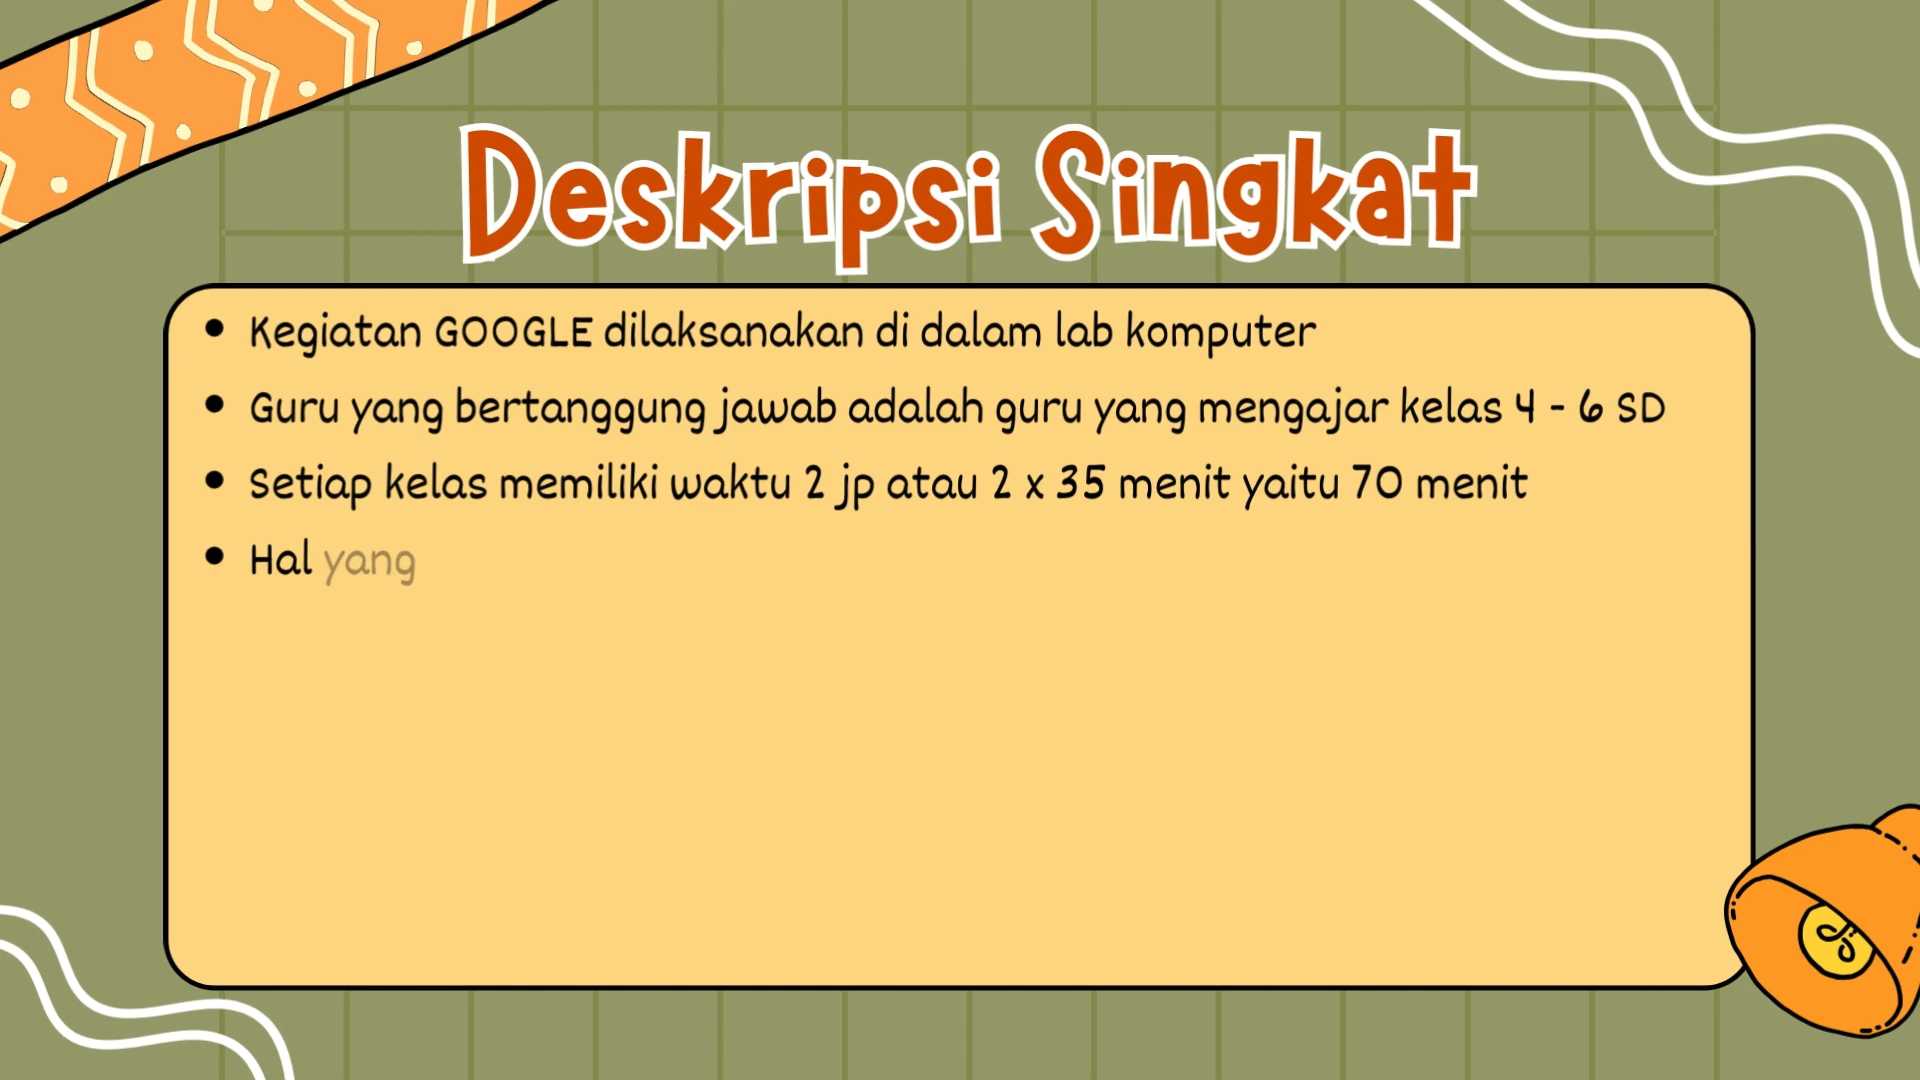 Deskripsi Singkat
• Kegiatan GOOGLE dilaksanakan di dalam lab komputer
• Guru yang bertanggung jawab adalah guru yang mengajar kelas 4 - 6 SD
• Setiap kelas memiliki waktu 2 jp atau 2 x 35 menit yaitu 70 menit
• Hal yang